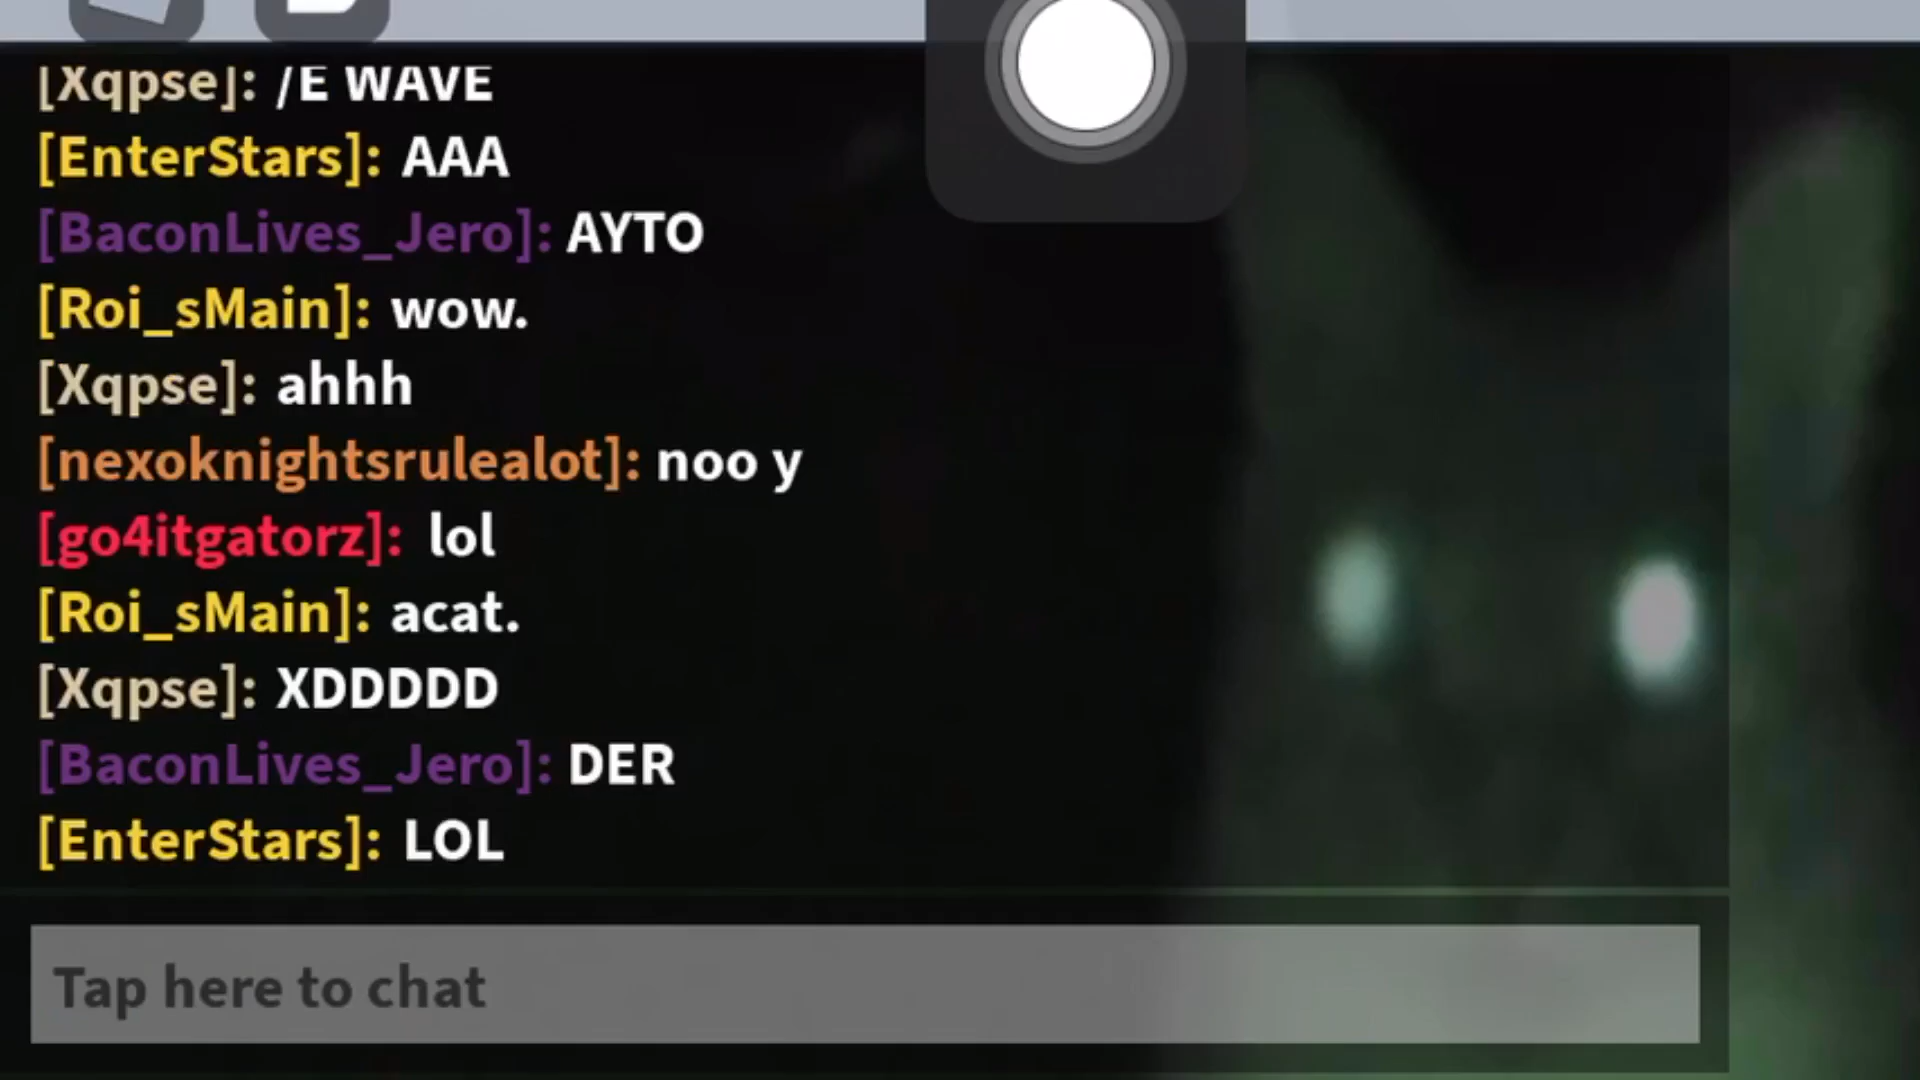 [Xqpse]: /E WAVE
[EnterStars]: AAA
[BaconLives_Jero]: AYTO
[Roi_sMain]: wow.
[Xqpse]: ahhh
[nexoknightsrulealot]: noo y
[go4itgatorz]: lol
[Roi_sMain]: acat.
[Xqpse]: XDDDDD
[BaconLives_Jero]: DER
[EnterStars]: LOL
Tap here to chat